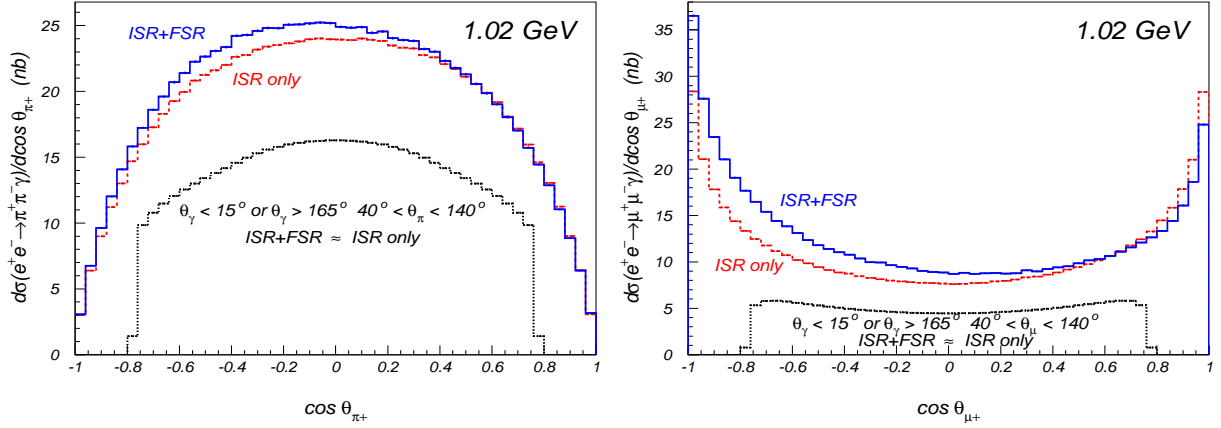 dσ(e⁺e⁻→π⁺π⁻γ)/dcos θπ+ (nb)
25
20
15
10
5
0
ISR+FSR
1.02 GeV
ISR only
θγ < 15° or θγ > 165° 40° < θπ < 140°
ISR+FSR ≈ ISR only
-1 -0.8 -0.6 -0.4 -0.2 0 0.2 0.4 0.6 0.8 1
cos θπ+
dσ(e⁺e⁻→μ⁺μ⁻γ)/dcos θμ+ (nb)
35
30
25
20
15
10
5
0
1.02 GeV
ISR+FSR
ISR only
θγ < 15° or θγ > 165° 40° < θμ < 140°
ISR+FSR ≈ ISR only
-1 -0.8 -0.6 -0.4 -0.2 0 0.2 0.4 0.6 0.8 1
cos θμ+